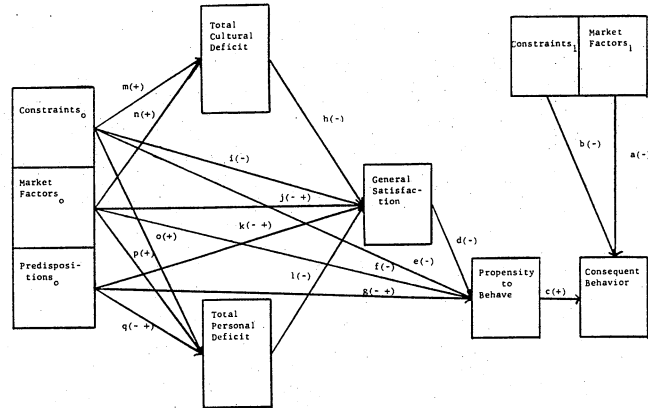 Total
Cultural
Deficit
Constraints₁
Market
Factors₁
m(+)
n(+)
Constraints₀
h(-)
b(-)
a(-)
i(-)
General
Satisfac-
tion
Market
Factors₀
j(- +)
k(- +)
o(+)
p(+)
e(-)
d(-)
f(-)
l(-)
g(- +)
Predisposi-
tions₀
q(- +)
Propensity
to
Behave
c(+)
Consequent
Behavior
Total
Personal
Deficit